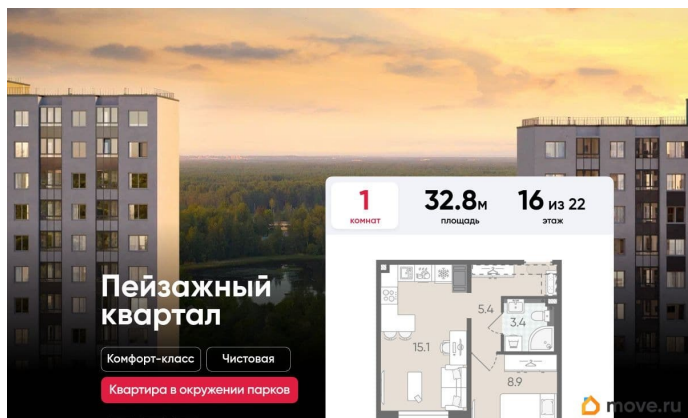 1
комнат
32.8м
площадь
16 из 22
этаж
Пейзажный
квартал
Комфорт-класс
Чистовая
Квартира в окружении парков
5.4
3.4
15.1
8.9
move.ru